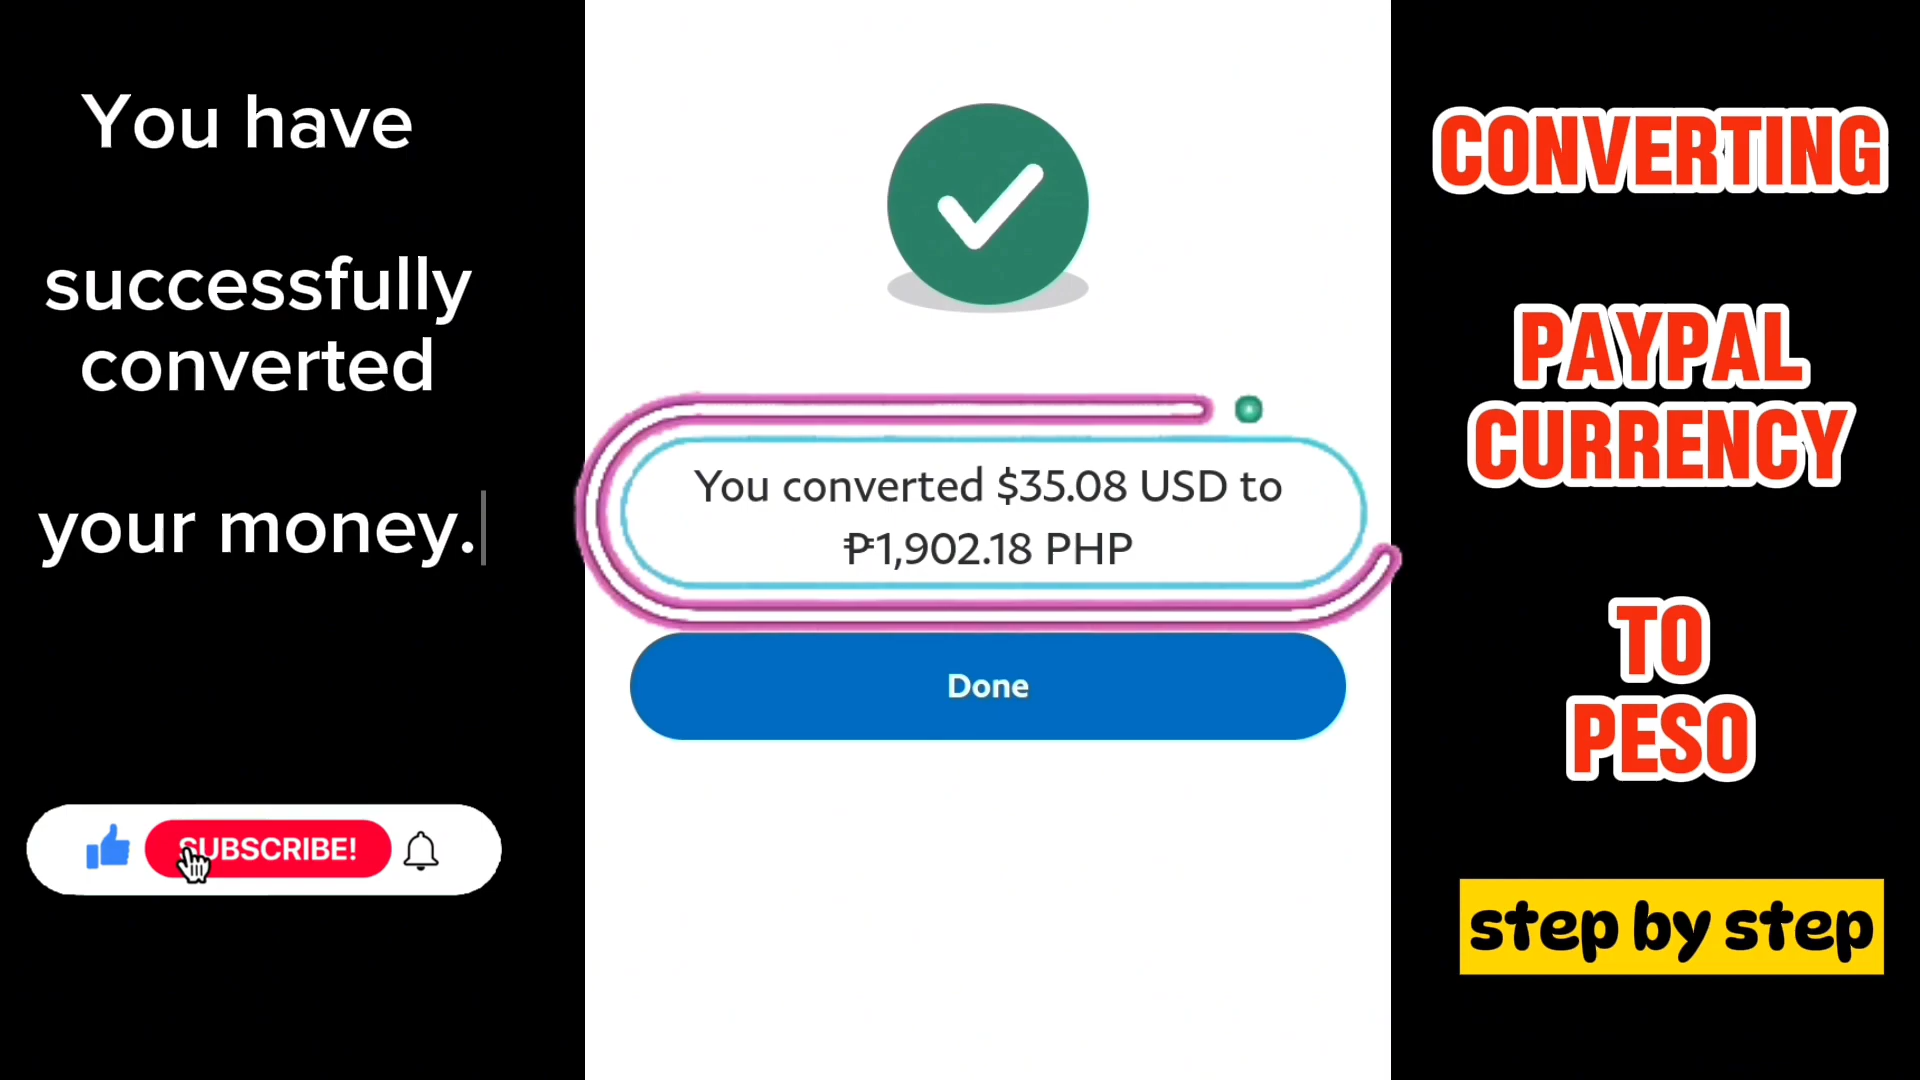 You have
successfully
converted
your money.
SUBSCRIBE!
You converted $35.08 USD to
₱1,902.18 PHP
Done
CONVERTING
PAYPAL
CURRENCY
TO
PESO
step by step